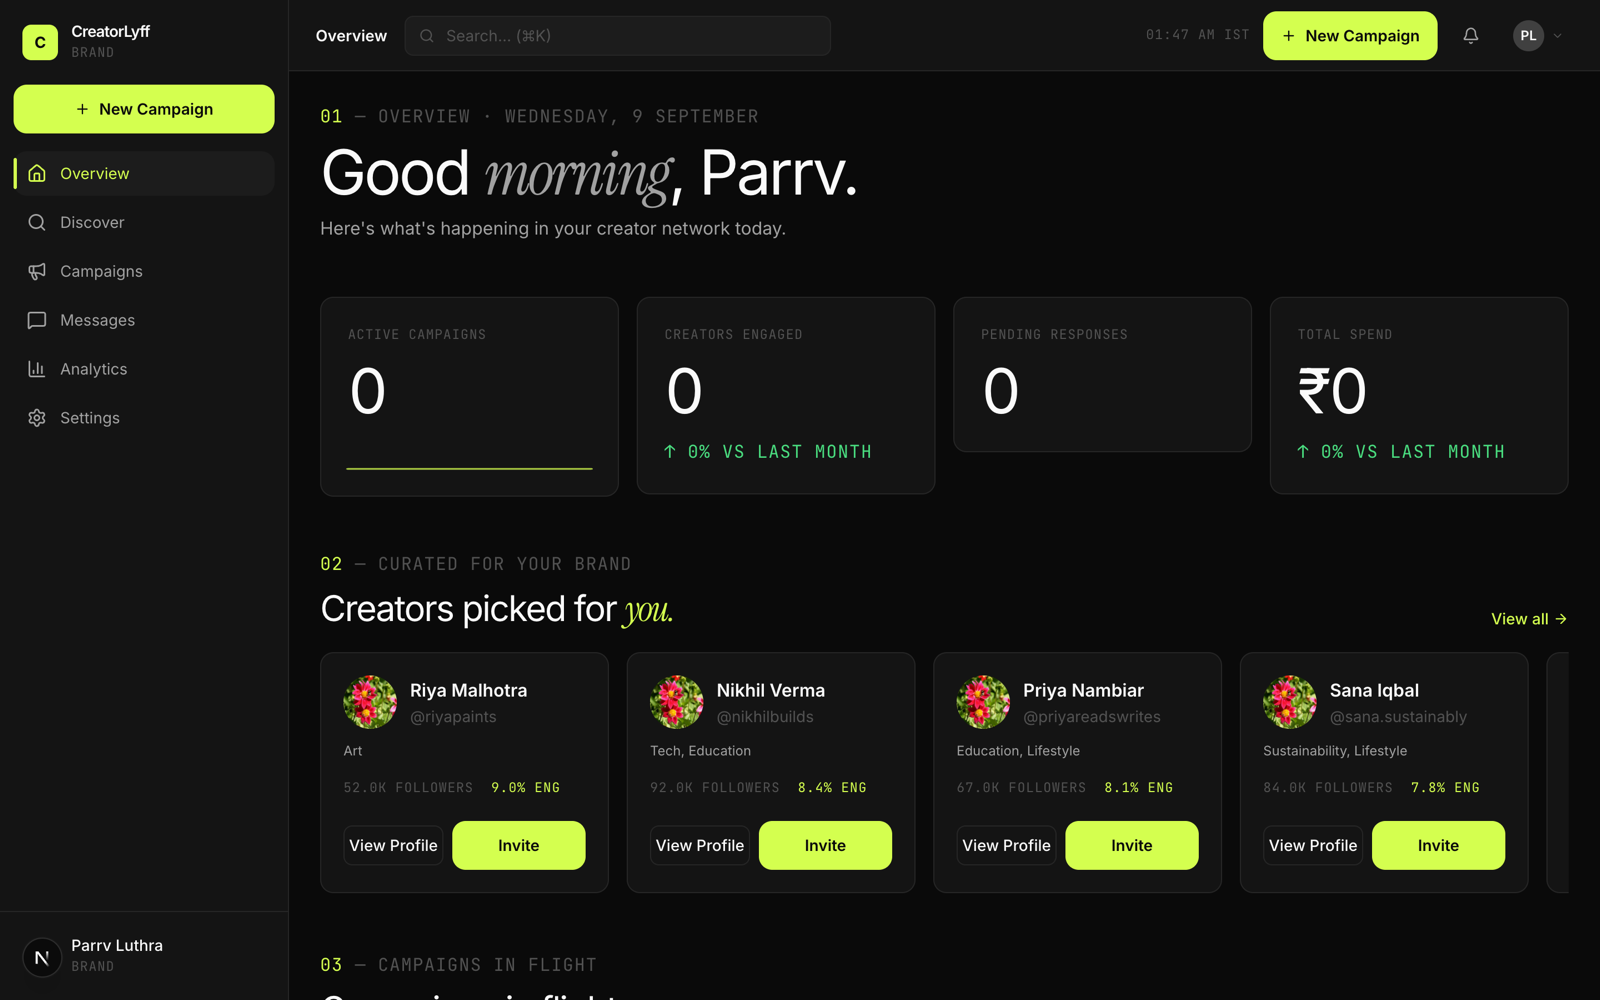 C
CreatorLyff
BRAND
+ New Campaign
Overview
Discover
Campaigns
Messages
Analytics
Settings
N
Parrv Luthra
BRAND
Overview
Search... (⌘K)
01:47 AM IST
+ New Campaign
PL
01 — OVERVIEW · WEDNESDAY, 9 SEPTEMBER
Good morning, Parrv.
Here's what's happening in your creator network today.
ACTIVE CAMPAIGNS
0
CREATORS ENGAGED
0
↑ 0% VS LAST MONTH
PENDING RESPONSES
0
TOTAL SPEND
₹0
↑ 0% VS LAST MONTH
02 — CURATED FOR YOUR BRAND
Creators picked for you.
View all →
Riya Malhotra
@riyapaints
Art
52.0K FOLLOWERS 9.0% ENG
View Profile
Invite
Nikhil Verma
@nikhilbuilds
Tech, Education
92.0K FOLLOWERS 8.4% ENG
View Profile
Invite
Priya Nambiar
@priyareadswrites
Education, Lifestyle
67.0K FOLLOWERS 8.1% ENG
View Profile
Invite
Sana Iqbal
@sana.sustainably
Sustainability, Lifestyle
84.0K FOLLOWERS 7.8% ENG
View Profile
Invite
03 — CAMPAIGNS IN FLIGHT